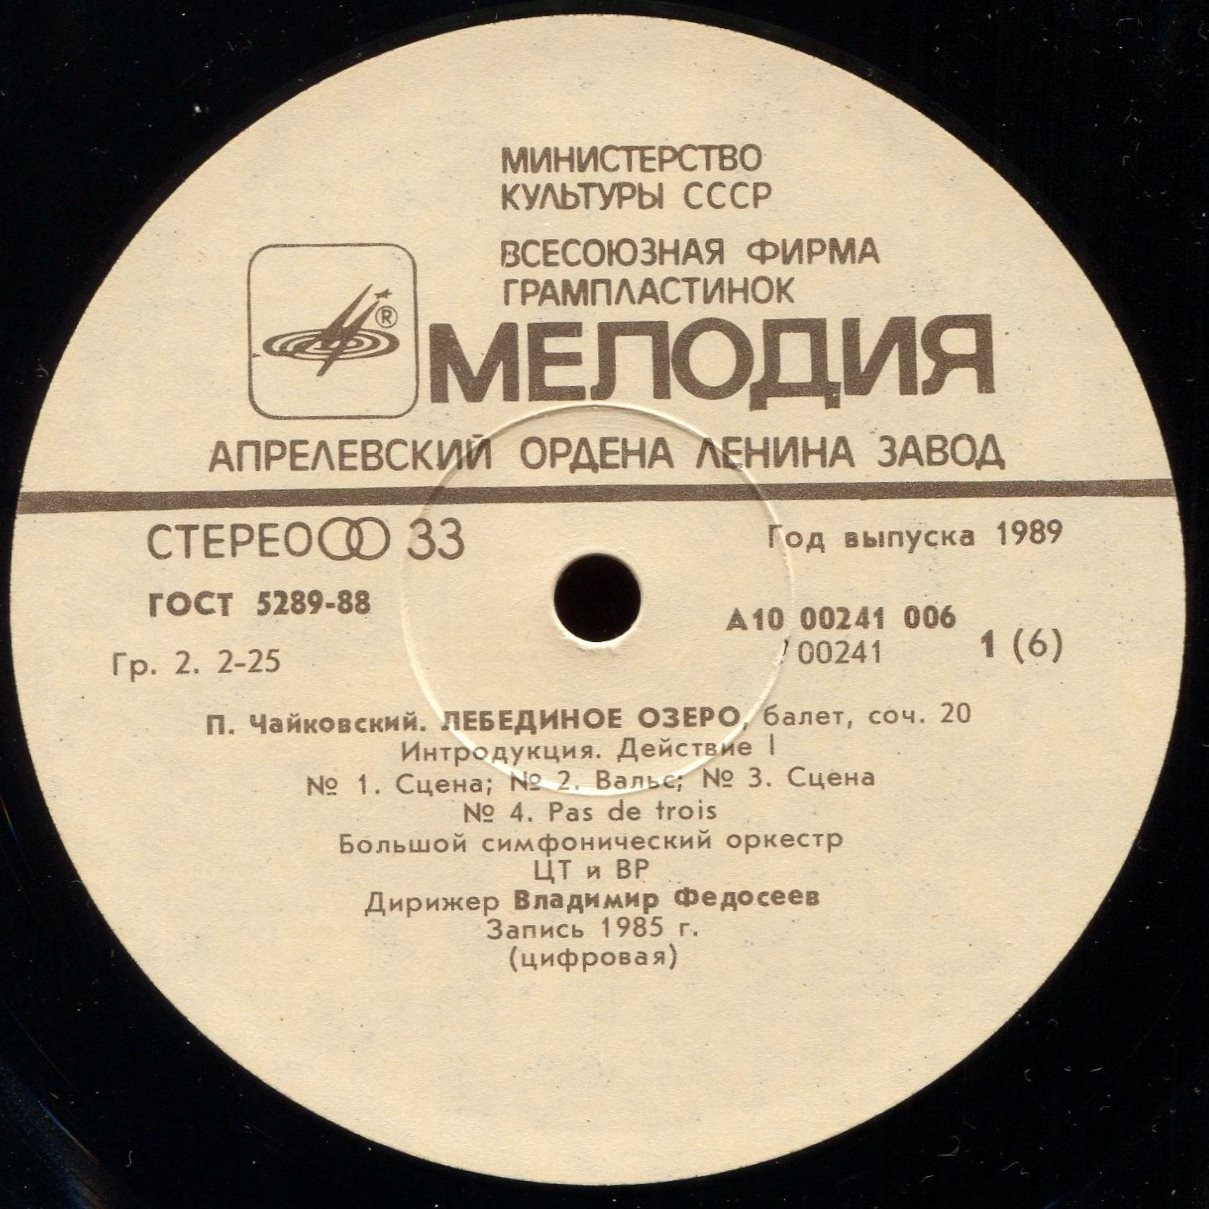 МИНИСТЕРСТВО
КУЛЬТУРЫ СССР
ВСЕСОЮЗНАЯ ФИРМА
ГРАМПЛАСТИНОК
®
МЕЛОДИЯ
АПРЕЛЕВСКИЙ ОРДЕНА ЛЕНИНА ЗАВОД
СТЕРЕО 33
Год выпуска 1989
ГОСТ 5289-88
А10 00241 006
/ 00241
1 (6)
Гр. 2. 2-25
П. Чайковский. ЛЕБЕДИНОЕ ОЗЕРО, балет, соч. 20
Интродукция. Действие I
№ 1. Сцена; № 2. Вальс; № 3. Сцена
№ 4. Pas de trois
Большой симфонический оркестр
ЦТ и ВР
Дирижер Владимир Федосеев
Запись 1985 г.
(цифровая)